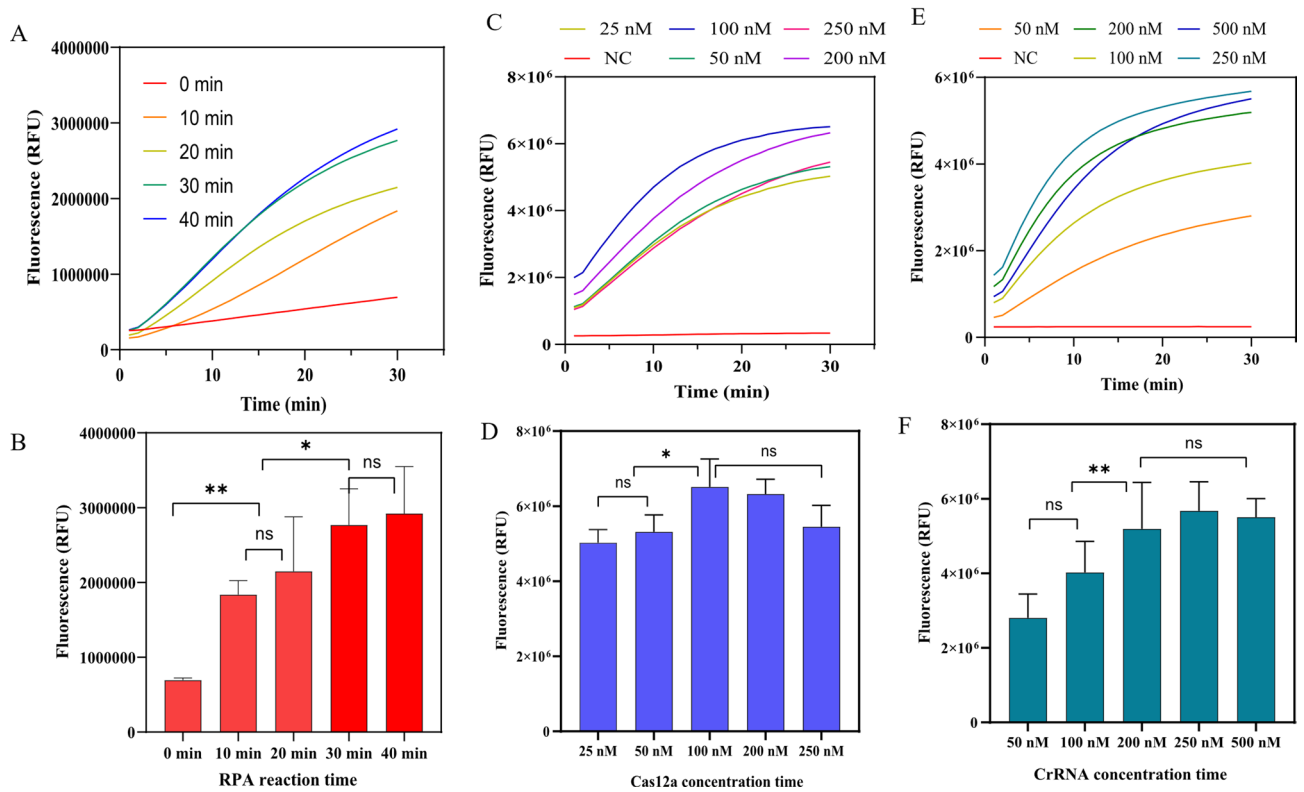 A
4000000
3000000
2000000
1000000
0
Fluorescence (RFU)
0 min
10 min
20 min
30 min
40 min
0 10 20 30
Time (min)
B
4000000
3000000
2000000
1000000
0
Fluorescence (RFU)
**
*
ns
ns
0 min 10 min 20 min 30 min 40 min
RPA reaction time
C
25 nM 100 nM 250 nM
NC 50 nM 200 nM
8×10⁶
6×10⁶
4×10⁶
2×10⁶
0
Fluorescence (RFU)
0 10 20 30
Time (min)
D
8×10⁶
6×10⁶
4×10⁶
2×10⁶
0
Fluorescence (RFU)
ns
*
ns
25 nM 50 nM 100 nM 200 nM 250 nM
Cas12a concentration time
E
50 nM 200 nM 500 nM
NC 100 nM 250 nM
6×10⁶
4×10⁶
2×10⁶
0
Fluorescence (RFU)
0 10 20 30
Time (min)
F
8×10⁶
6×10⁶
4×10⁶
2×10⁶
0
Fluorescence (RFU)
ns
**
ns
50 nM 100 nM 200 nM 250 nM 500 nM
CrRNA concentration time